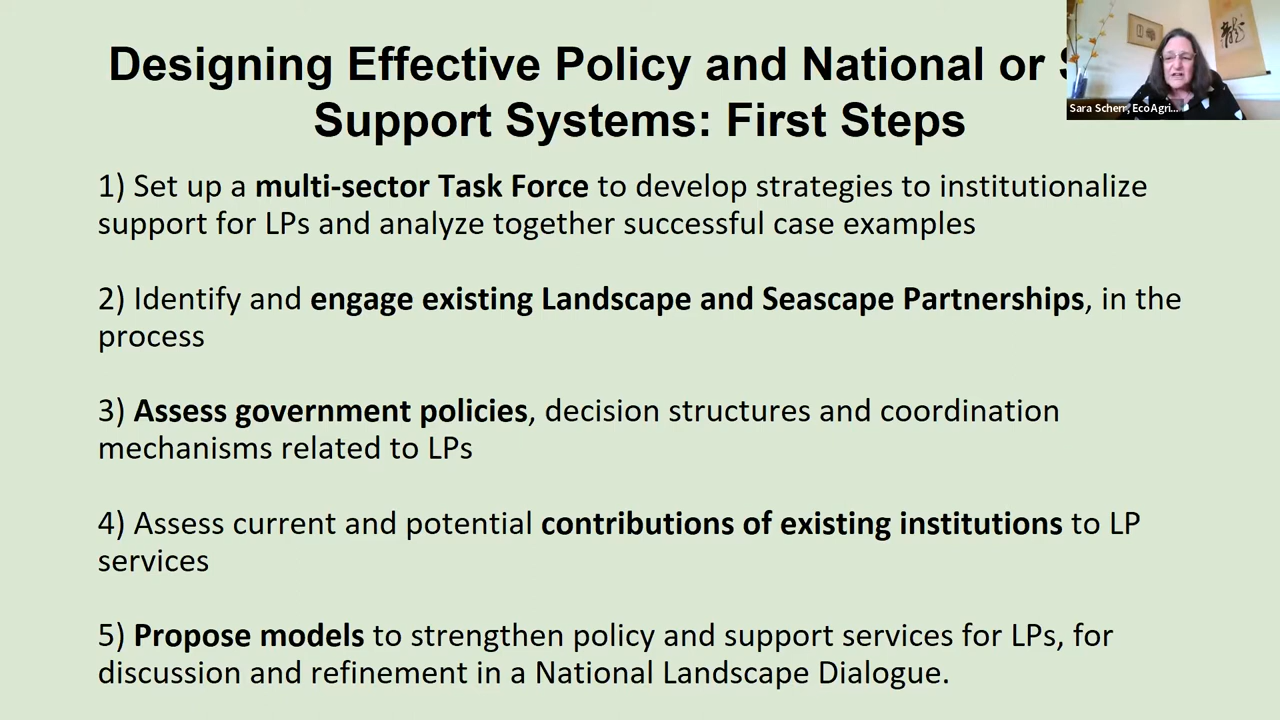 Designing Effective Policy and National or
Support Systems: First Steps
Sara Scherr, EcoAgri...
1) Set up a multi-sector Task Force to develop strategies to institutionalize
support for LPs and analyze together successful case examples
2) Identify and engage existing Landscape and Seascape Partnerships, in the
process
3) Assess government policies, decision structures and coordination
mechanisms related to LPs
4) Assess current and potential contributions of existing institutions to LP
services
5) Propose models to strengthen policy and support services for LPs, for
discussion and refinement in a National Landscape Dialogue.